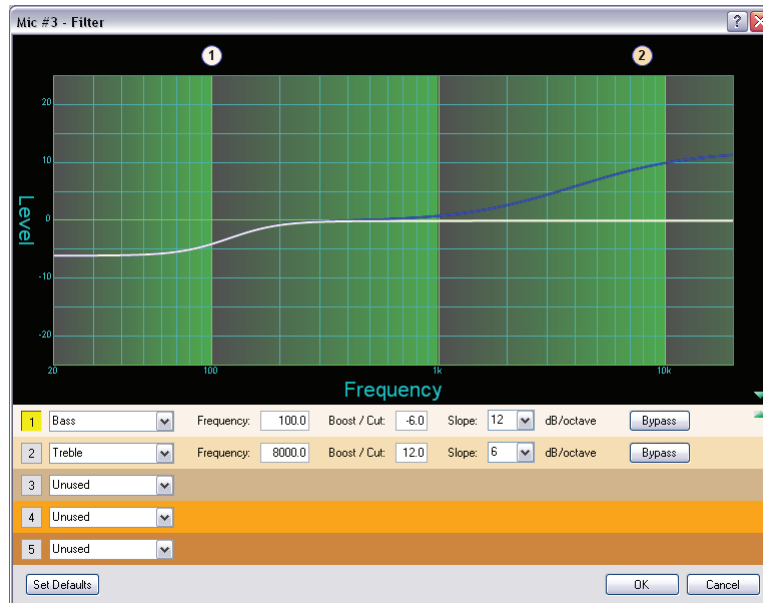 Mic #3 - Filter
?
1
2
20
10
0
-10
-20
Level
20 100 1k 10k
Frequency
1 Bass Frequency: 100.0 Boost / Cut: -6.0 Slope: 12 dB/octave Bypass
2 Treble Frequency: 8000.0 Boost / Cut: 12.0 Slope: 6 dB/octave Bypass
3 Unused
4 Unused
5 Unused
Set Defaults OK Cancel